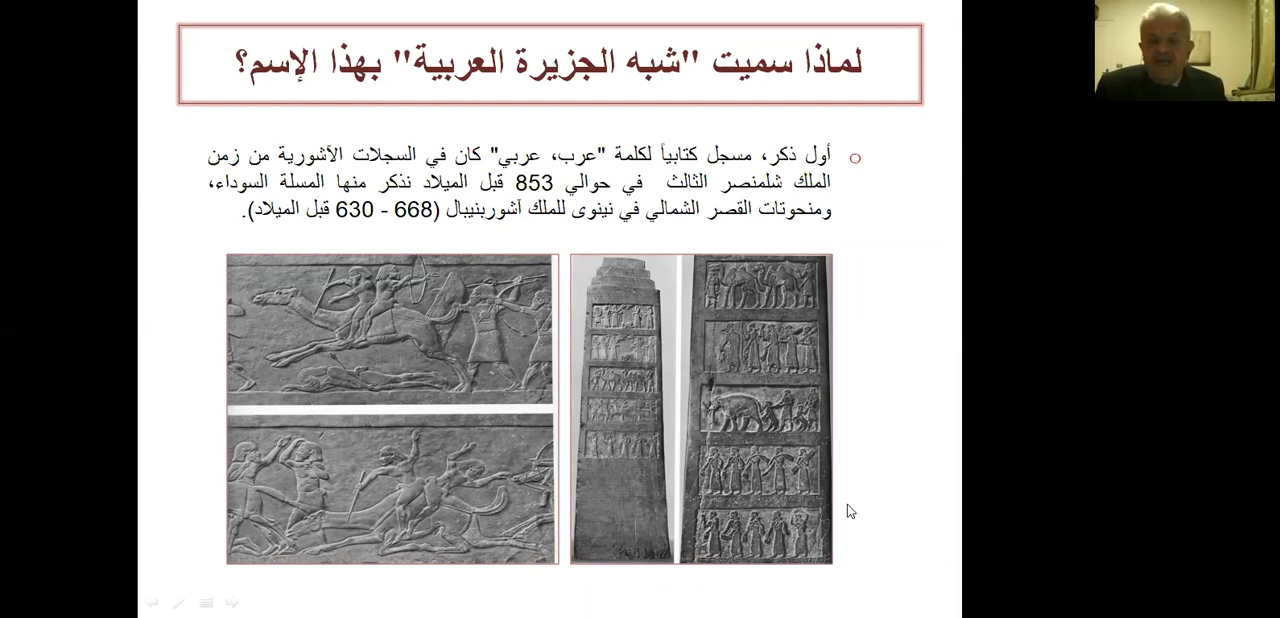 لماذا سميت "شبه الجزيرة العربية" بهذا الإسم؟
أول ذكر، مسجل كتابياً لكلمة "عرب، عربي" كان في السجلات الآشورية من زمن
الملك شلمنصر الثالث في حوالي 853 قبل الميلاد نذكر منها المسلة السوداء،
ومنحوتات القصر الشمالي في نينوى للملك آشوربنيبال (668 - 630 قبل الميلاد).